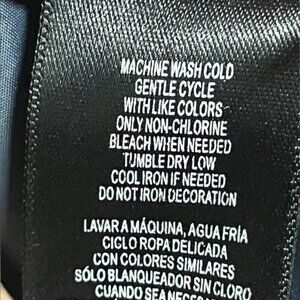 MACHINE WASH COLD
GENTLE CYCLE
WITH LIKE COLORS
ONLY NON-CHLORINE
BLEACH WHEN NEEDED
TUMBLE DRY LOW
COOL IRON IF NEEDED
DO NOT IRON DECORATION
LAVAR A MÁQUINA, AGUA FRÍA
CICLO ROPA DELICADA
CON COLORES SIMILARES
SÓLO BLANQUEADOR SIN CLORO
CUANDO SEA NECESA